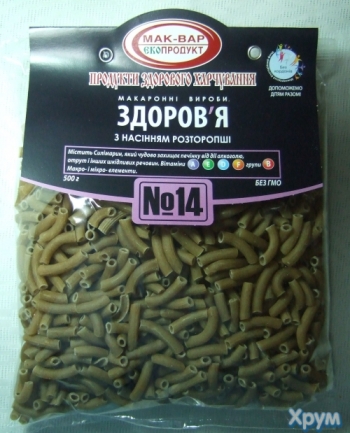 МАК-ВАР
ЕКОПРОДУКТ
ПРОДУКТИ ЗДОРОВОГО ХАРЧУВАННЯ
ДОПОМОЖЕМО
ДІТЯМ РАЗОМ!
МАКАРОННІ ВИРОБИ
ЗДОРОВ'Я
З НАСІННЯМ РОЗТОРОПШІ
Містить Силімарин, який чудово захищає печінку від дії алкоголю,
отрут і інших шкідливих речовин. Вітаміни A E D F групи B
Макро- і мікро- елементи.
500 г
БЕЗ ГМО
№14
Хрум